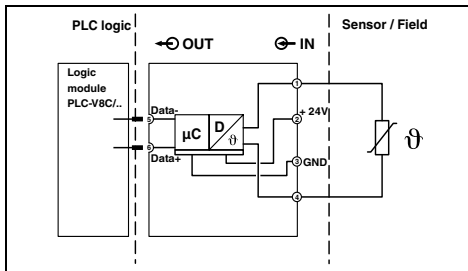 PLC logic
OUT
IN
Sensor / Field
Logic
module
PLC-V8C/..
1
Data-
+ 24V
5
µC
D
2
ϑ
ϑ
6
Data+
3
GND
4